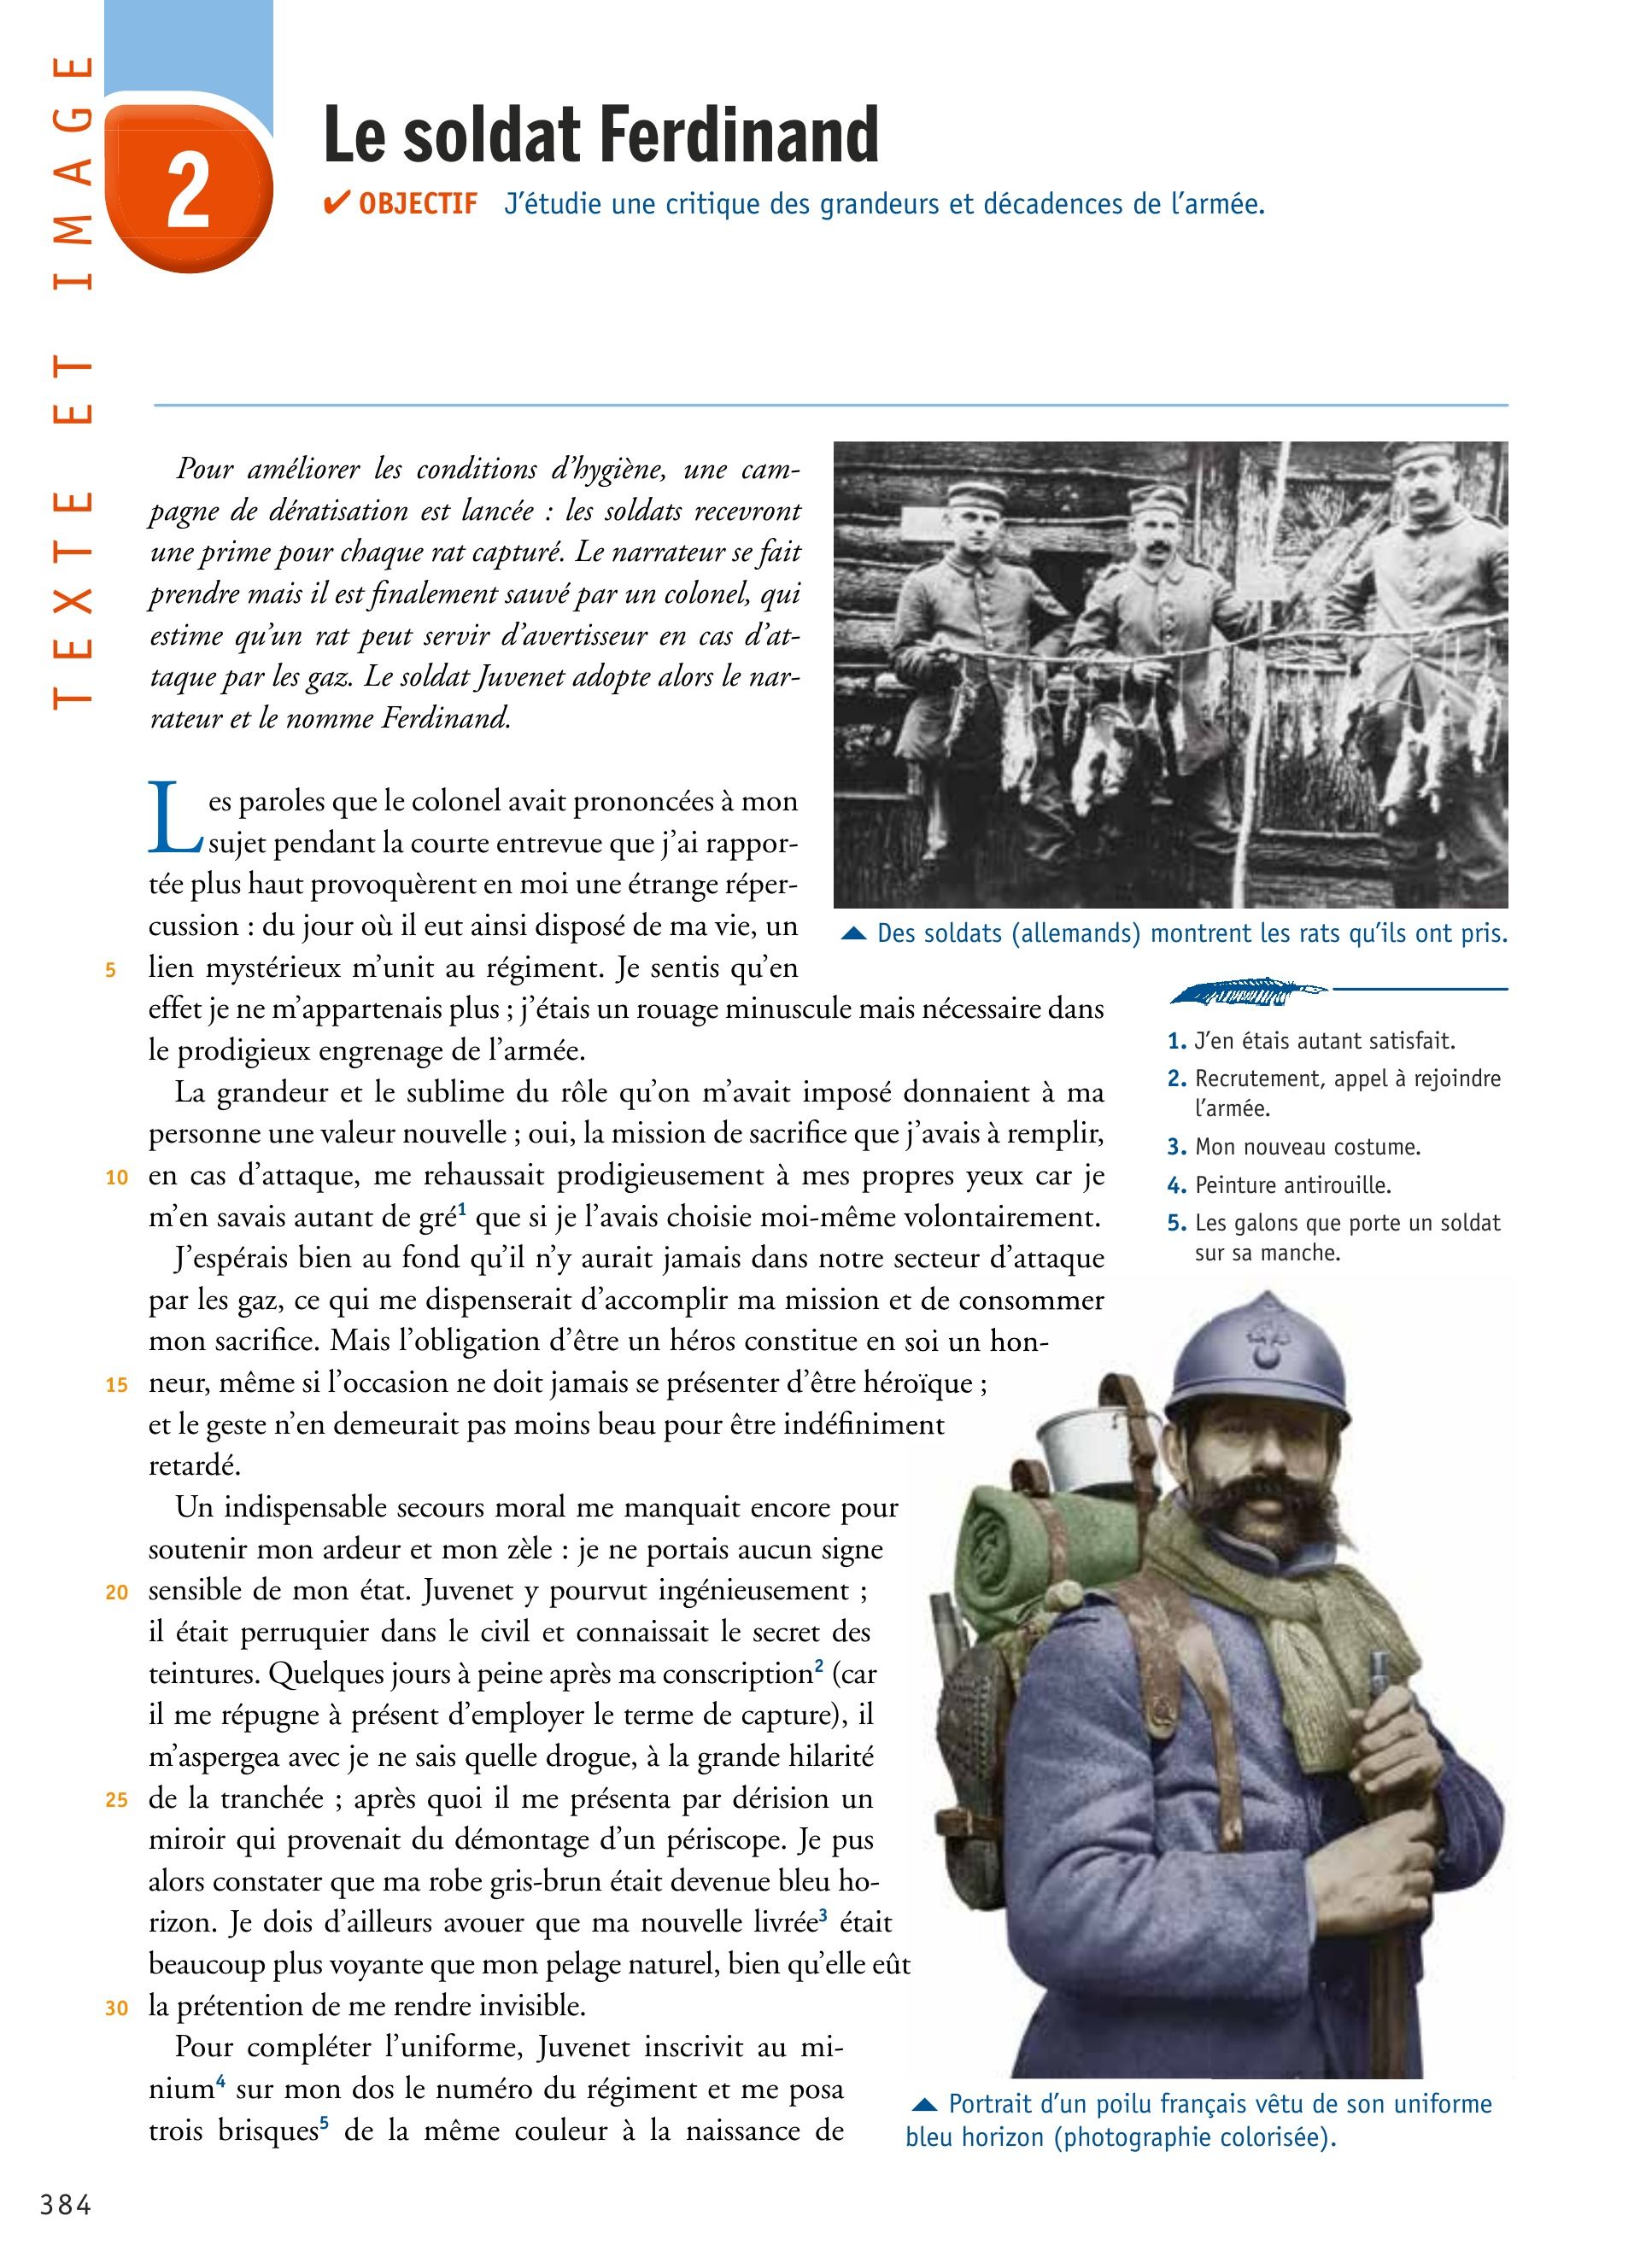 TEXTE ET IMAGE
2
Le soldat Ferdinand
✔ OBJECTIF J'étudie une critique des grandeurs et décadences de l'armée.
Pour améliorer les conditions d'hygiène, une cam-
pagne de dératisation est lancée : les soldats recevront
une prime pour chaque rat capturé. Le narrateur se fait
prendre mais il est finalement sauvé par un colonel, qui
estime qu'un rat peut servir d'avertisseur en cas d'at-
taque par les gaz. Le soldat Juvenet adopte alors le nar-
rateur et le nomme Ferdinand.
Les paroles que le colonel avait prononcées à mon
sujet pendant la courte entrevue que j'ai rappor-
tée plus haut provoquèrent en moi une étrange réper-
cussion : du jour où il eut ainsi disposé de ma vie, un
5 lien mystérieux m'unit au régiment. Je sentis qu'en
effet je ne m'appartenais plus ; j'étais un rouage minuscule mais nécessaire dans
le prodigieux engrenage de l'armée.
La grandeur et le sublime du rôle qu'on m'avait imposé donnaient à ma
personne une valeur nouvelle ; oui, la mission de sacrifice que j'avais à remplir,
10 en cas d'attaque, me rehaussait prodigieusement à mes propres yeux car je
m'en savais autant de gré1 que si je l'avais choisie moi-même volontairement.
J'espérais bien au fond qu'il n'y aurait jamais dans notre secteur d'attaque
par les gaz, ce qui me dispenserait d'accomplir ma mission et de consommer
mon sacrifice. Mais l'obligation d'être un héros constitue en soi un hon-
15 neur, même si l'occasion ne doit jamais se présenter d'être héroïque ;
et le geste n'en demeurait pas moins beau pour être indéfiniment
retardé.
Un indispensable secours moral me manquait encore pour
soutenir mon ardeur et mon zèle : je ne portais aucun signe
20 sensible de mon état. Juvenet y pourvut ingénieusement ;
il était perruquier dans le civil et connaissait le secret des
teintures. Quelques jours à peine après ma conscription2 (car
il me répugne à présent d'employer le terme de capture), il
m'aspergea avec je ne sais quelle drogue, à la grande hilarité
25 de la tranchée ; après quoi il me présenta par dérision un
miroir qui provenait du démontage d'un périscope. Je pus
alors constater que ma robe gris-brun était devenue bleu ho-
rizon. Je dois d'ailleurs avouer que ma nouvelle livrée3 était
beaucoup plus voyante que mon pelage naturel, bien qu'elle eût
30 la prétention de me rendre invisible.
Pour compléter l'uniforme, Juvenet inscrivit au mi-
nium4 sur mon dos le numéro du régiment et me posa
trois brisques5 de la même couleur à la naissance de
▲ Des soldats (allemands) montrent les rats qu'ils ont pris.
1. J'en étais autant satisfait.
2. Recrutement, appel à rejoindre
l'armée.
3. Mon nouveau costume.
4. Peinture antirouille.
5. Les galons que porte un soldat
sur sa manche.
▲ Portrait d'un poilu français vêtu de son uniforme
bleu horizon (photographie colorisée).
384